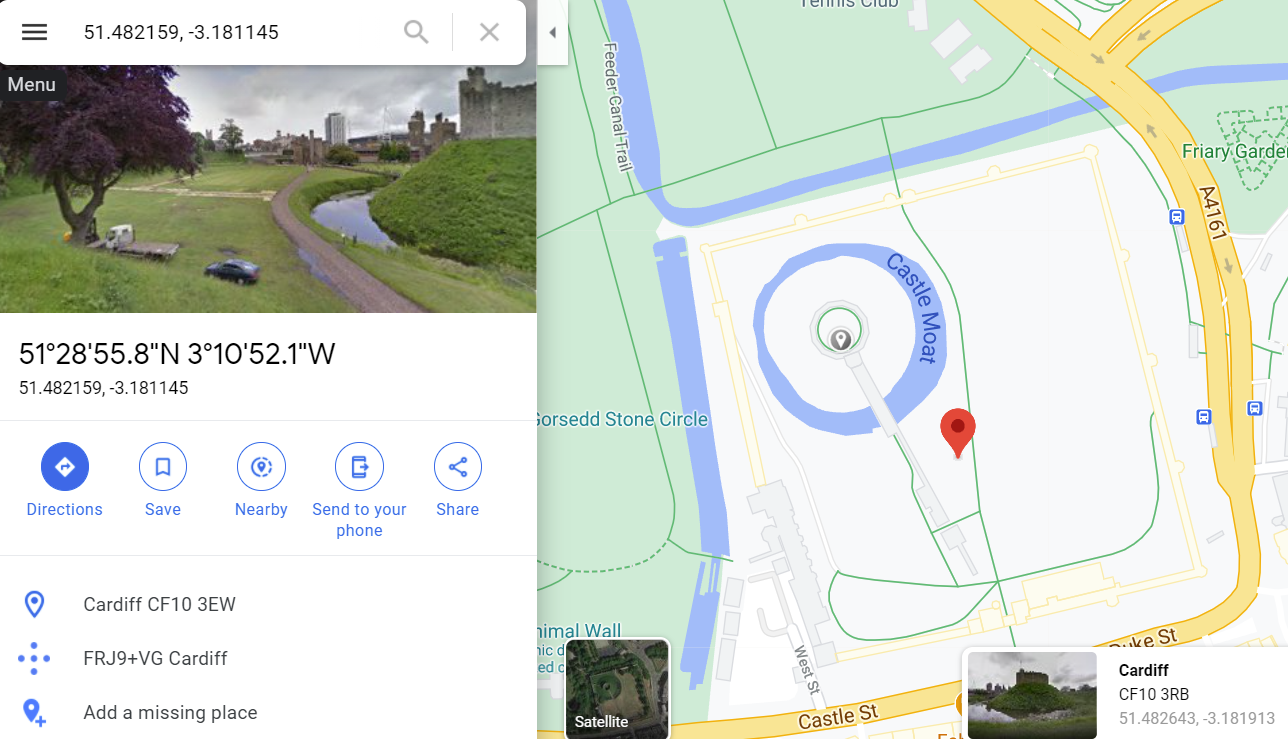 51.482159, -3.181145
Menu
51°28'55.8"N 3°10'52.1"W
51.482159, -3.181145
Directions
Save
Nearby
Send to your
phone
Share
Cardiff CF10 3EW
FRJ9+VG Cardiff
Add a missing place
Tennis Club
Feeder Canal Trail
Friary Garde
A4161
Castle Moat
Gorsedd Stone Circle
nimal Wall
nic d
ed c
West St
Castle St
Duke St
Satellite
Cardiff
CF10 3RB
51.482643, -3.181913